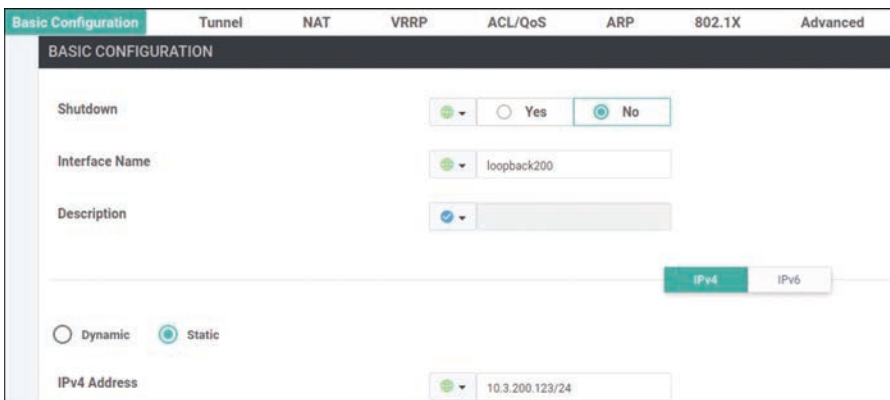 Basic Configuration Tunnel NAT VRRP ACL/QoS ARP 802.1X Advanced
BASIC CONFIGURATION
Shutdown Yes No
Interface Name loopback200
Description
IPv4 IPv6
Dynamic Static
IPv4 Address 10.3.200.123/24